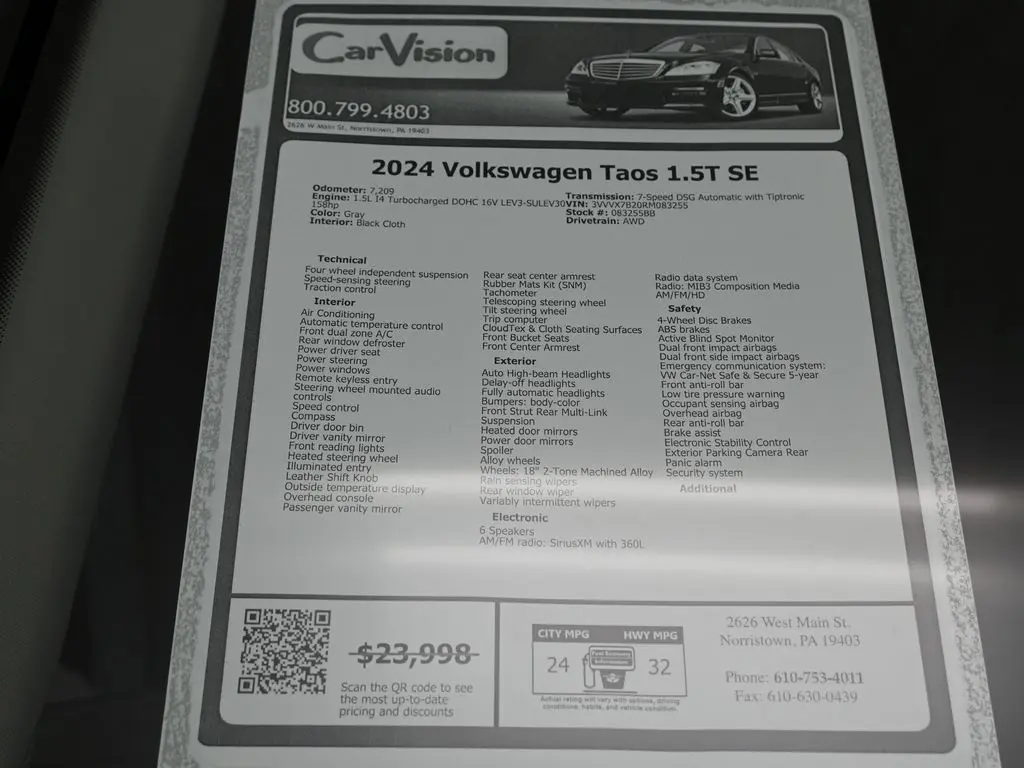 CarVision
800.799.4803
2626 W Main St, Norristown, PA 19403
2024 Volkswagen Taos 1.5T SE
Odometer: 7,209
Engine: 1.5L I4 Turbocharged DOHC 16V LEV3-SULEV30
158hp
Color: Gray
Interior: Black Cloth
Transmission: 7-Speed DSG Automatic with Tiptronic
VIN: 3VVVX7B20RM083255
Stock #: 083255BB
Drivetrain: AWD
Technical
Four wheel independent suspension
Speed-sensing steering
Traction control
Interior
Air Conditioning
Automatic temperature control
Front dual zone A/C
Rear window defroster
Power driver seat
Power steering
Power windows
Remote keyless entry
Steering wheel mounted audio
controls
Speed control
Compass
Driver door bin
Driver vanity mirror
Front reading lights
Heated steering wheel
Illuminated entry
Leather Shift Knob
Outside temperature display
Overhead console
Passenger vanity mirror
Rear seat center armrest
Rubber Mats Kit (SNM)
Tachometer
Telescoping steering wheel
Tilt steering wheel
Trip computer
CloudTex & Cloth Seating Surfaces
Front Bucket Seats
Front Center Armrest
Exterior
Auto High-beam Headlights
Delay-off headlights
Fully automatic headlights
Bumpers: body-color
Front Strut Rear Multi-Link
Suspension
Heated door mirrors
Power door mirrors
Spoiler
Alloy wheels
Wheels: 18" 2-Tone Machined Alloy
Rain sensing wipers
Rear window wiper
Variably intermittent wipers
Electronic
6 Speakers
AM/FM radio: SiriusXM with 360L
Radio data system
Radio: MIB3 Composition Media
AM/FM/HD
Safety
4-Wheel Disc Brakes
ABS brakes
Active Blind Spot Monitor
Dual front impact airbags
Dual front side impact airbags
Emergency communication system:
VW Car-Net Safe & Secure 5-year
Front anti-roll bar
Low tire pressure warning
Occupant sensing airbag
Overhead airbag
Rear anti-roll bar
Brake assist
Electronic Stability Control
Exterior Parking Camera Rear
Panic alarm
Security system
Additional
$23,998
Scan the QR code to see
the most up-to-date
pricing and discounts
CITY MPG HWY MPG
Fuel Economy
Information
24 32
Actual rating will vary with options, driving
conditions, habits, and vehicle condition.
2626 West Main St.
Norristown, PA 19403
Phone: 610-753-4011
Fax: 610-630-0439